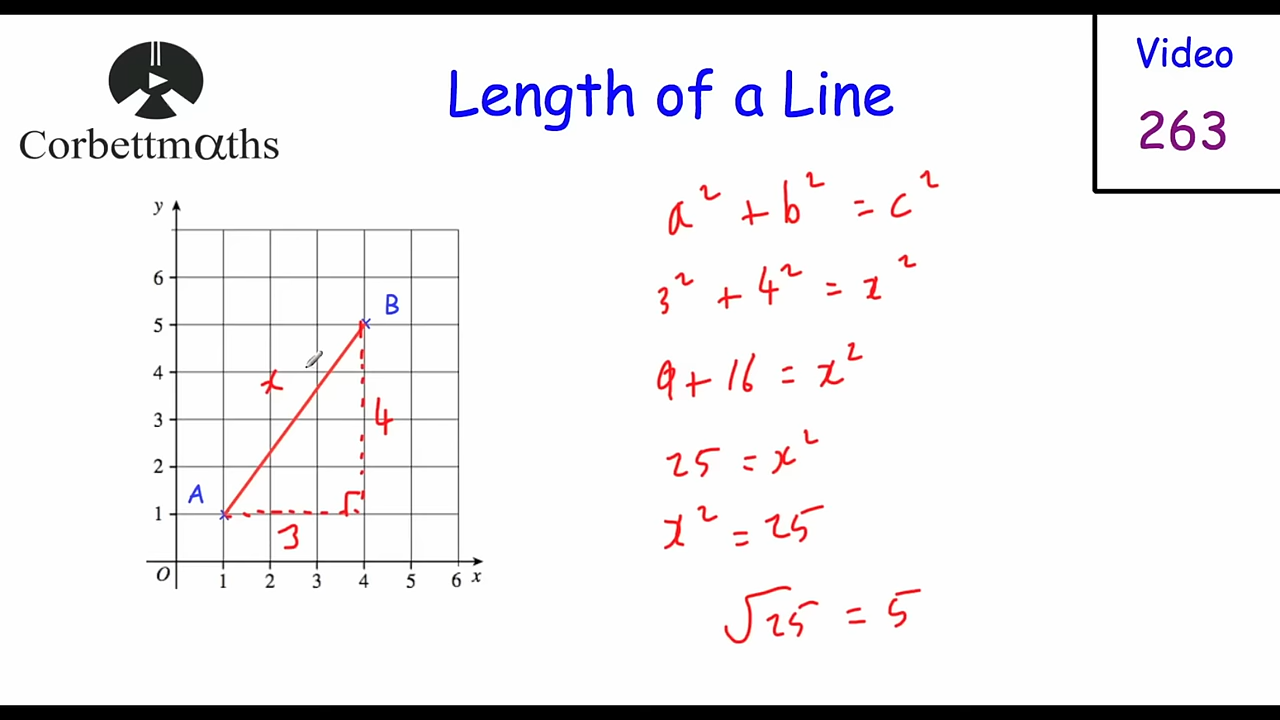 Corbettmαths
Length of a Line
Video
263
y
6
5
4
3
2
1
O
1 2 3 4 5 6 x
A
B
x
4
3
a² + b² = c²
3² + 4² = x²
9 + 16 = x²
25 = x²
x² = 25
√25 = 5